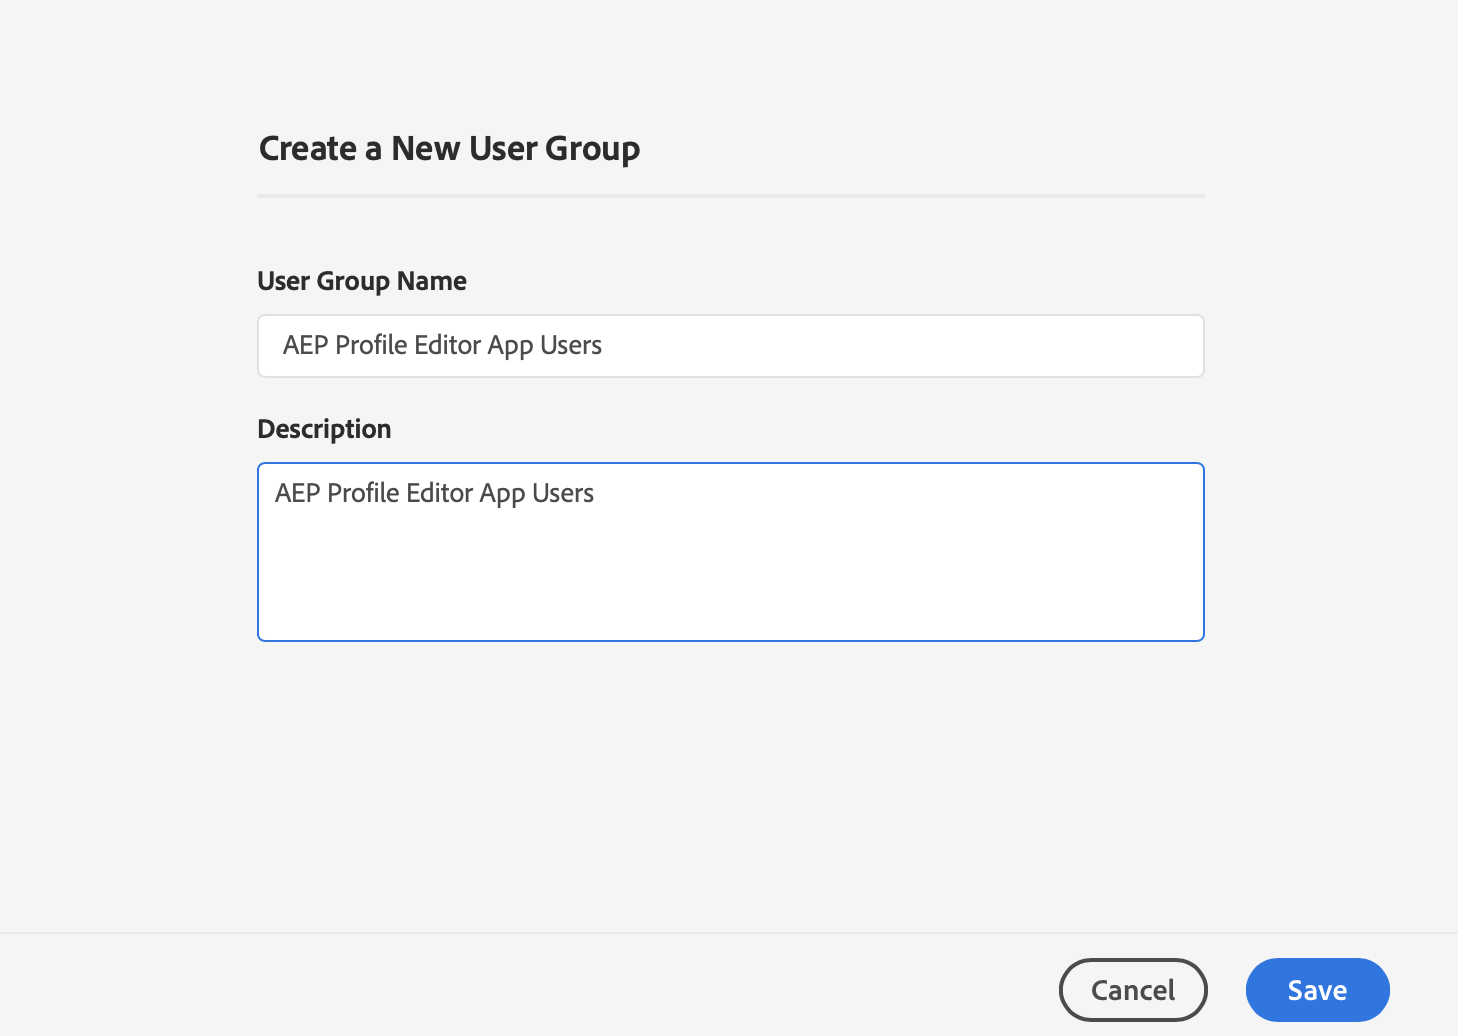 Create a New User Group
User Group Name
AEP Profile Editor App Users
Description
AEP Profile Editor App Users
Cancel
Save